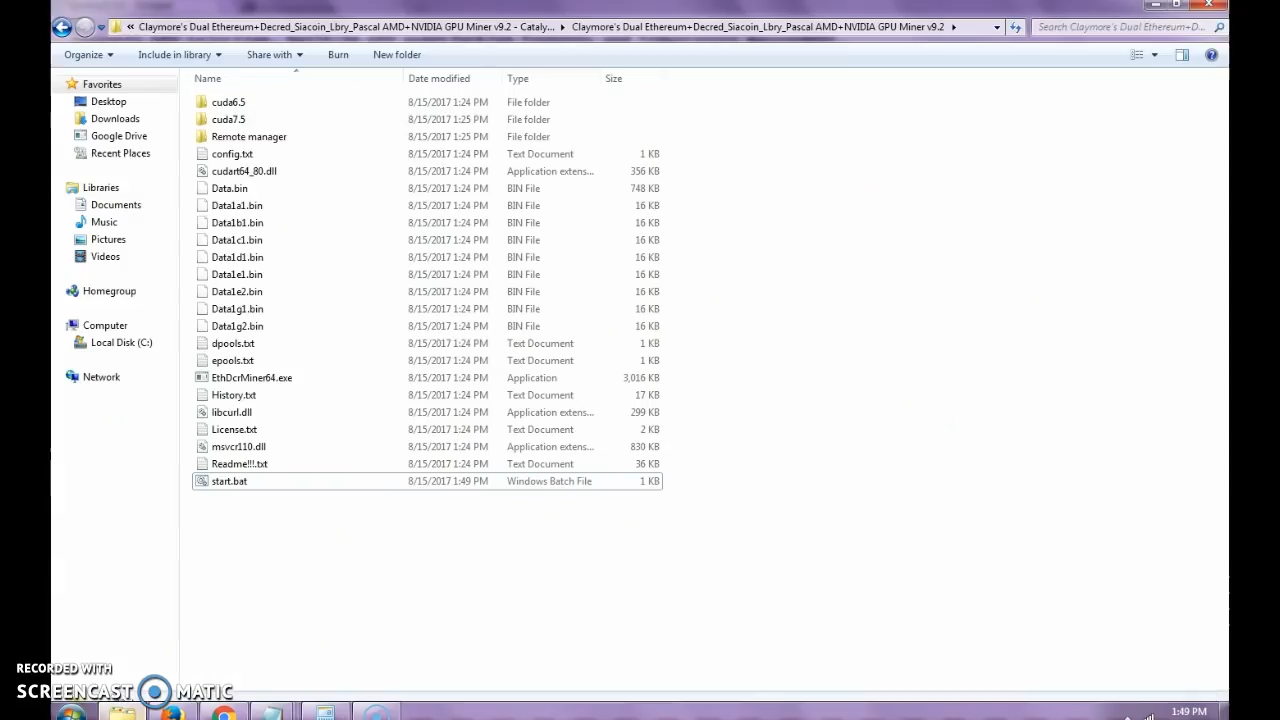 « Claymore's Dual Ethereum+Decred_Siacoin_Lbry_Pascal AMD+NVIDIA GPU Miner v9.2 - Cataly... Claymore's Dual Ethereum+Decred_Siacoin_Lbry_Pascal AMD+NVIDIA GPU Miner v9.2 Search Claymore's Dual Ethereum+D...
Organize Include in library Share with Burn New folder
Name Date modified Type Size
Favorites
Desktop
Downloads
Google Drive
Recent Places
Libraries
Documents
Music
Pictures
Videos
Homegroup
Computer
Local Disk (C:)
Network
cuda6.5 8/15/2017 1:24 PM File folder
cuda7.5 8/15/2017 1:25 PM File folder
Remote manager 8/15/2017 1:25 PM File folder
config.txt 8/15/2017 1:24 PM Text Document 1 KB
cudart64_80.dll 8/15/2017 1:24 PM Application extens... 356 KB
Data.bin 8/15/2017 1:24 PM BIN File 748 KB
Data1a1.bin 8/15/2017 1:24 PM BIN File 16 KB
Data1b1.bin 8/15/2017 1:24 PM BIN File 16 KB
Data1c1.bin 8/15/2017 1:24 PM BIN File 16 KB
Data1d1.bin 8/15/2017 1:24 PM BIN File 16 KB
Data1e1.bin 8/15/2017 1:24 PM BIN File 16 KB
Data1e2.bin 8/15/2017 1:24 PM BIN File 16 KB
Data1g1.bin 8/15/2017 1:24 PM BIN File 16 KB
Data1g2.bin 8/15/2017 1:24 PM BIN File 16 KB
dpools.txt 8/15/2017 1:24 PM Text Document 1 KB
epools.txt 8/15/2017 1:24 PM Text Document 1 KB
EthDcrMiner64.exe 8/15/2017 1:24 PM Application 3,016 KB
History.txt 8/15/2017 1:24 PM Text Document 17 KB
libcurl.dll 8/15/2017 1:24 PM Application extens... 299 KB
License.txt 8/15/2017 1:24 PM Text Document 2 KB
msvcr110.dll 8/15/2017 1:24 PM Application extens... 830 KB
Readme!!!.txt 8/15/2017 1:24 PM Text Document 36 KB
start.bat 8/15/2017 1:49 PM Windows Batch File 1 KB
RECORDED WITH
SCREENCAST MATIC
1:49 PM